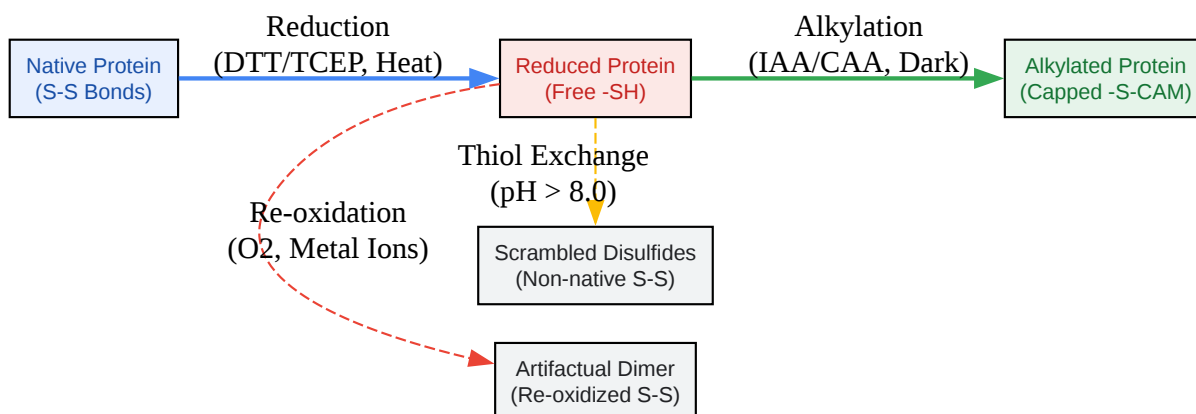 Native Protein
(S-S Bonds)
Reduction
(DTT/TCEP, Heat)
Reduced Protein
(Free -SH)
Alkylation
(IAA/CAA, Dark)
Alkylated Protein
(Capped -S-CAM)
Thiol Exchange
(pH > 8.0)
Re-oxidation
(O2, Metal Ions)
Scrambled Disulfides
(Non-native S-S)
Artifactual Dimer
(Re-oxidized S-S)